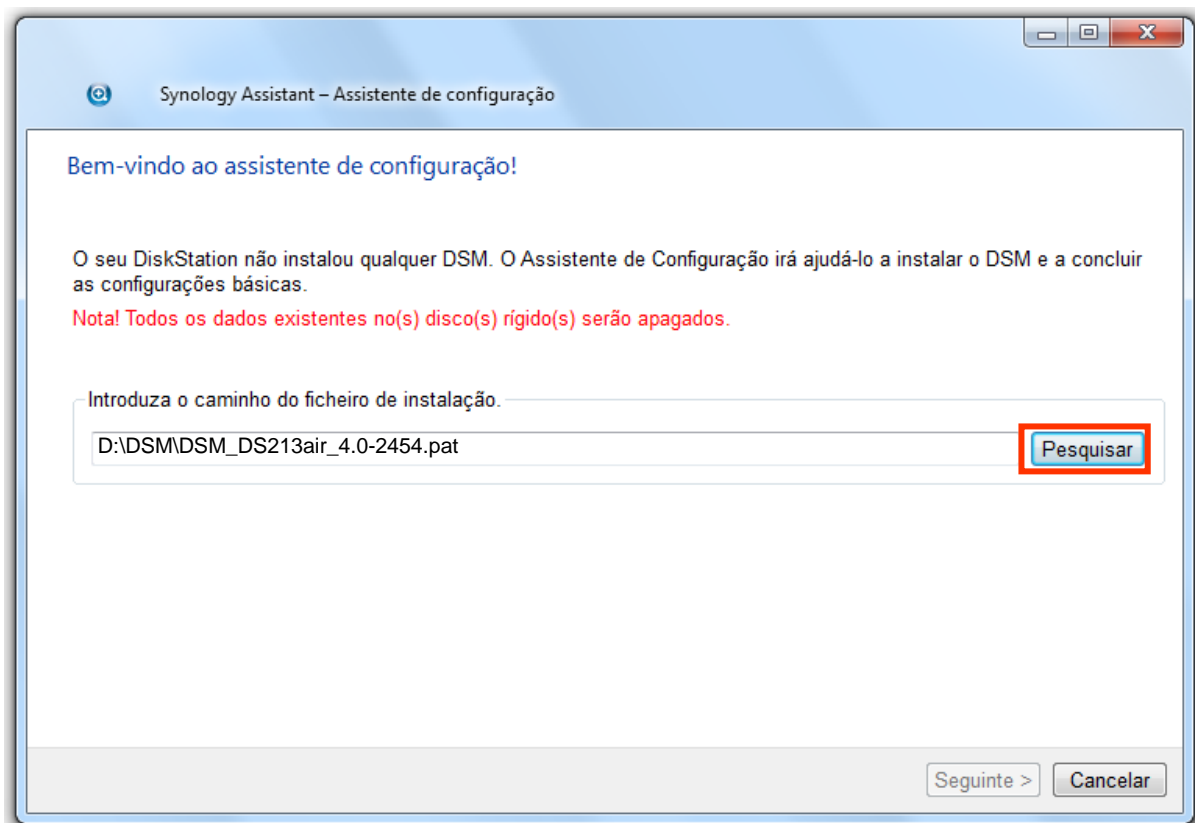 Synology Assistant – Assistente de configuração
Bem-vindo ao assistente de configuração!
O seu DiskStation não instalou qualquer DSM. O Assistente de Configuração irá ajudá-lo a instalar o DSM e a concluir
as configurações básicas.
Nota! Todos os dados existentes no(s) disco(s) rígido(s) serão apagados.
Introduza o caminho do ficheiro de instalação.
D:\DSM\DSM_DS213air_4.0-2454.pat
Pesquisar
Seguinte >
Cancelar